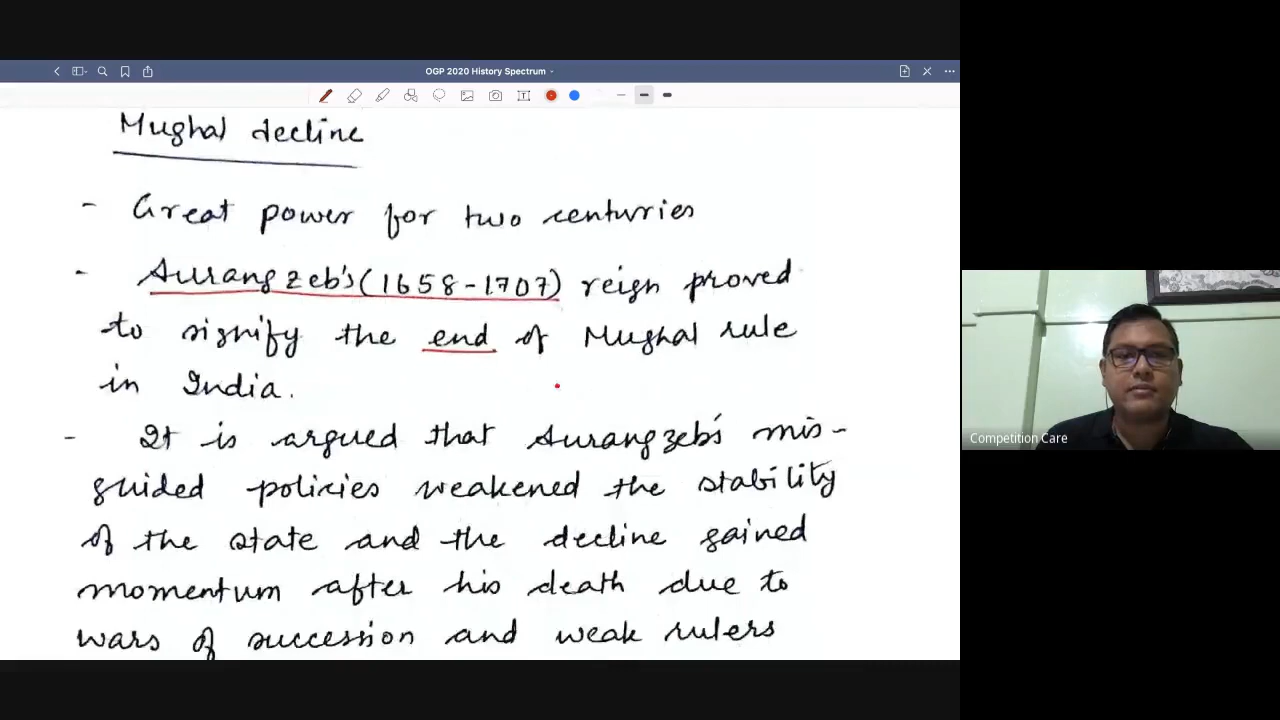 OGP 2020 History Spectrum
Mughal decline
- Great power for two centuries
- Aurangzeb's (1658-1707) reign proved
to signify the end of Mughal rule
in India.
- It is argued that Aurangzeb's mis-
guided policies weakened the stability
of the state and the decline gained
momentum after his death due to
wars of succession and weak rulers
Competition Care